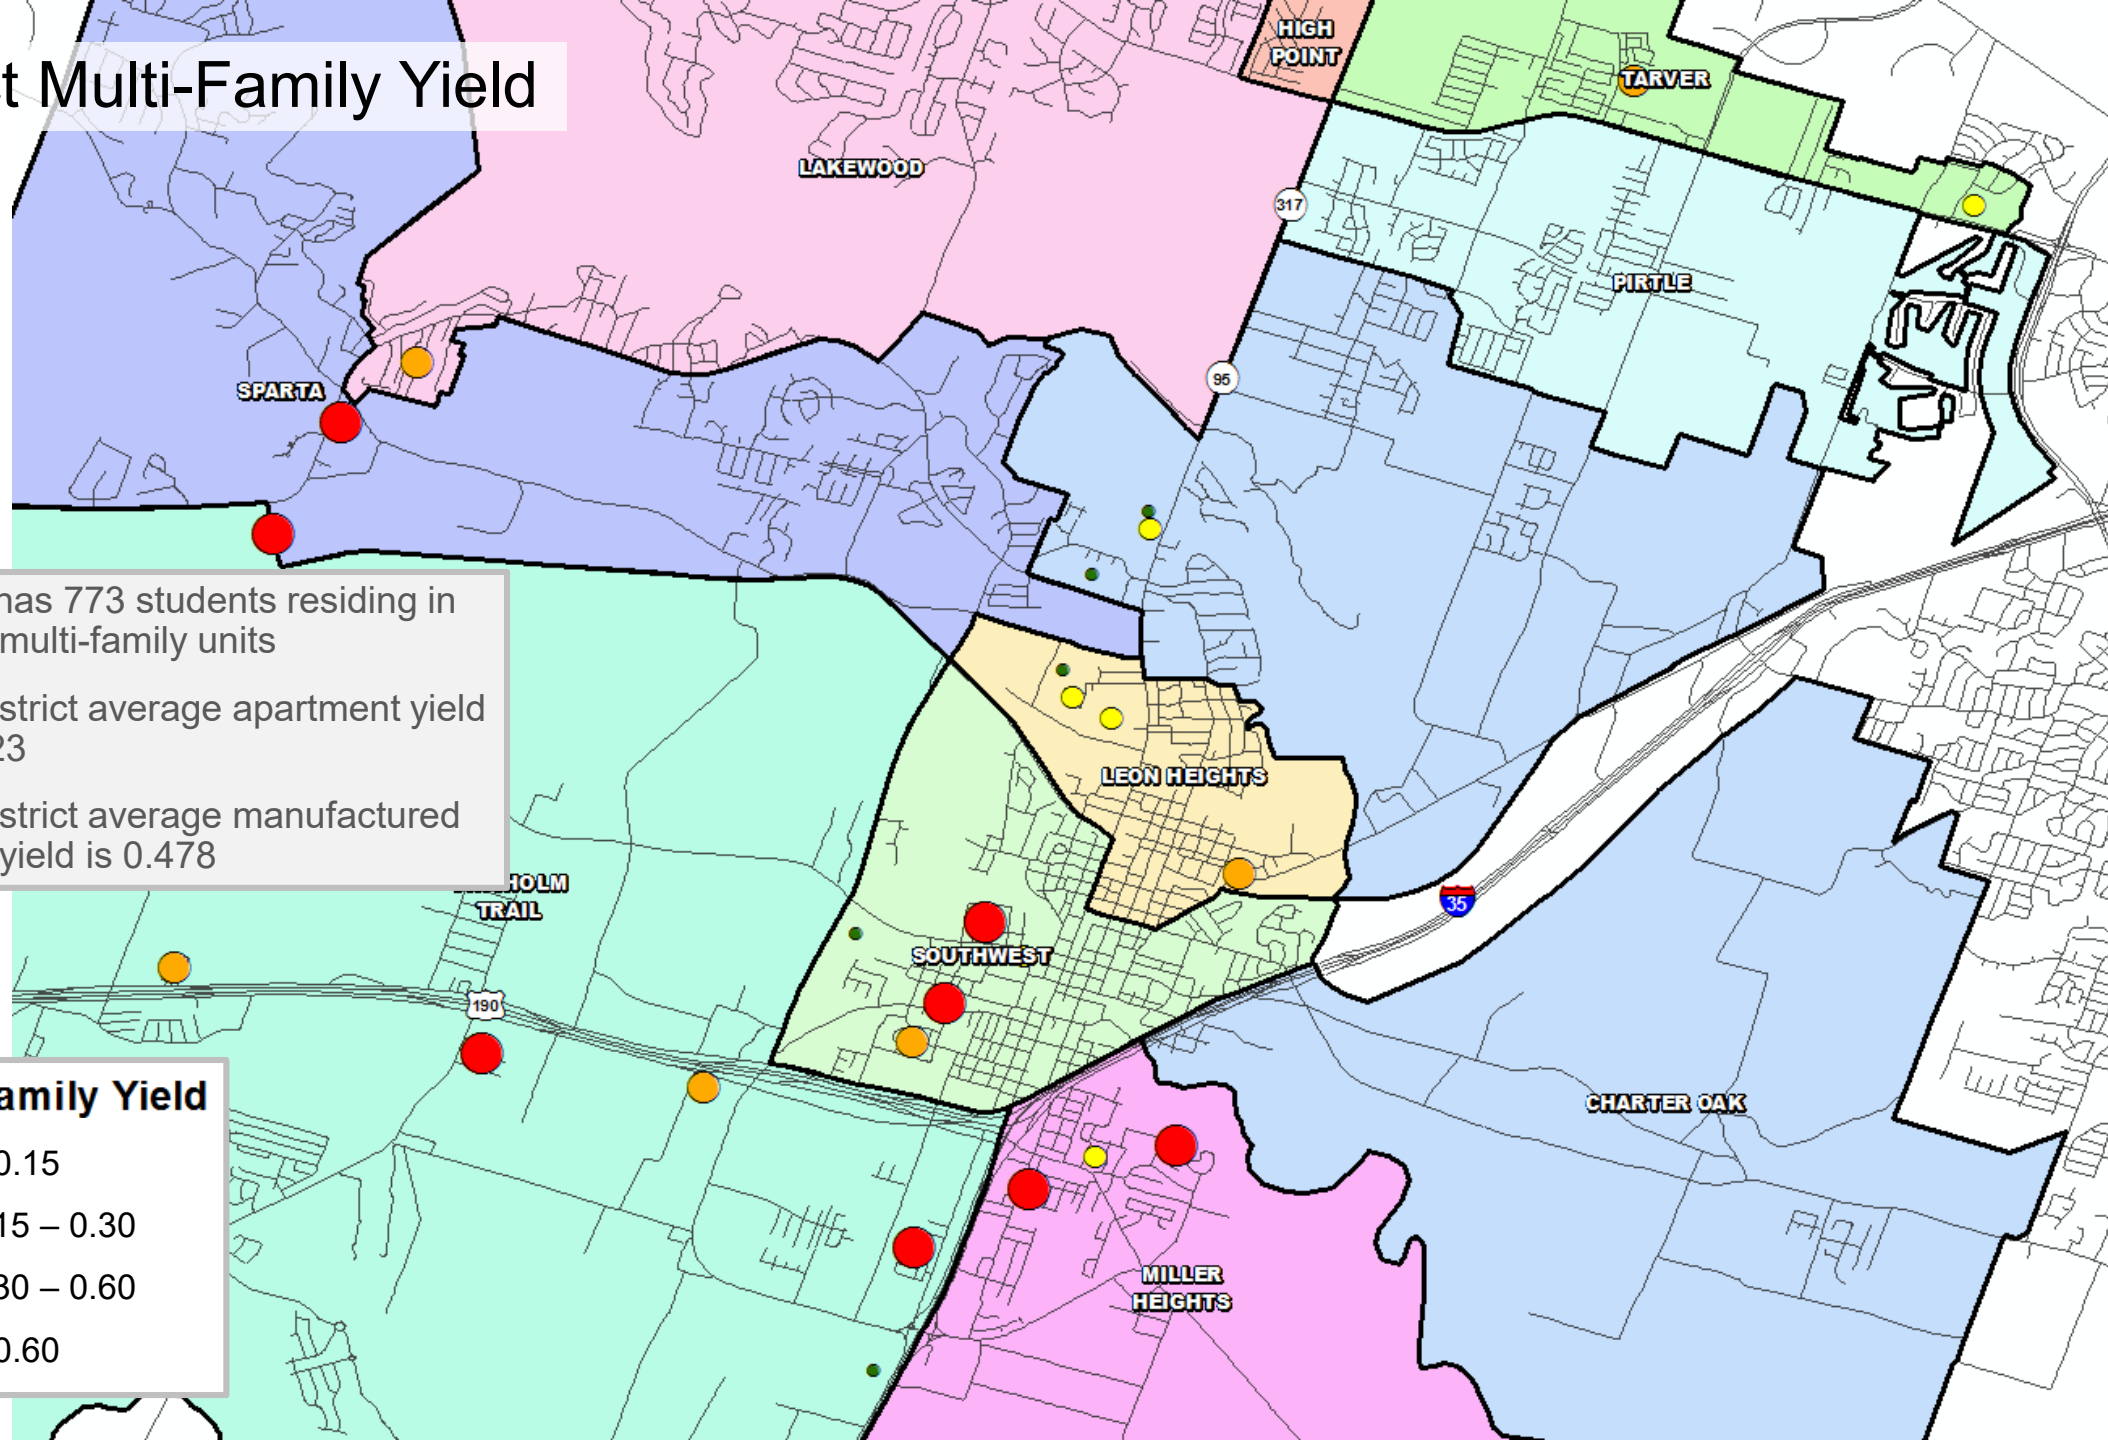 t Multi-Family Yield
HIGH
POINT
TARVER
LAKEWOOD
317
PIRTLE
95
SPARTA
has 773 students residing in
multi-family units
strict average apartment yield
23
strict average manufactured
yield is 0.478
LEON HEIGHTS
HOLM
TRAIL
35
SOUTHWEST
190
amily Yield
0.15
15 – 0.30
30 – 0.60
0.60
CHARTER OAK
MILLER
HEIGHTS